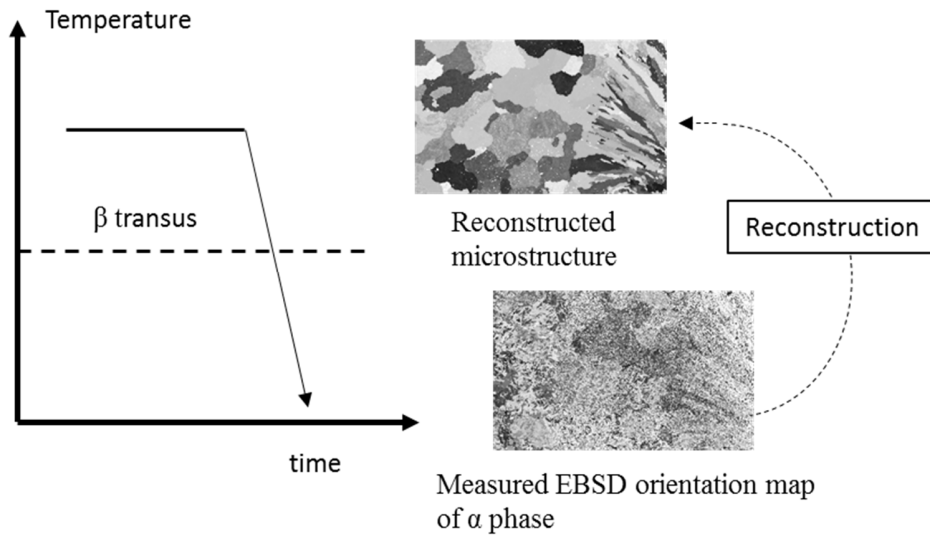 Temperature
β transus
time
Reconstructed
microstructure
Reconstruction
Measured EBSD orientation map
of α phase